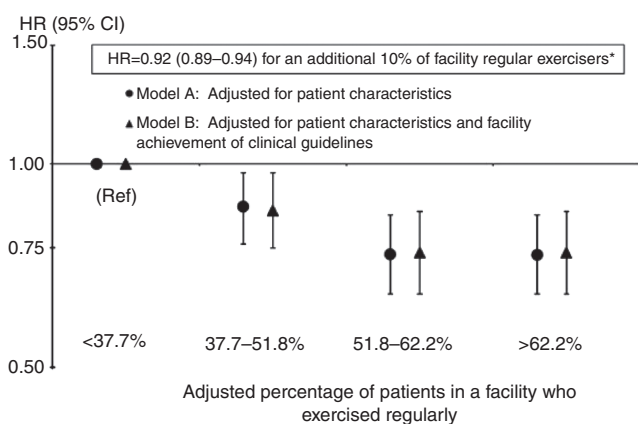 HR (95% CI)
1.50
HR=0.92 (0.89–0.94) for an additional 10% of facility regular exercisers*
Model A: Adjusted for patient characteristics
Model B: Adjusted for patient characteristics and facility
achievement of clinical guidelines
1.00
(Ref)
0.75
<37.7%
37.7–51.8%
51.8–62.2%
>62.2%
0.50
Adjusted percentage of patients in a facility who
exercised regularly